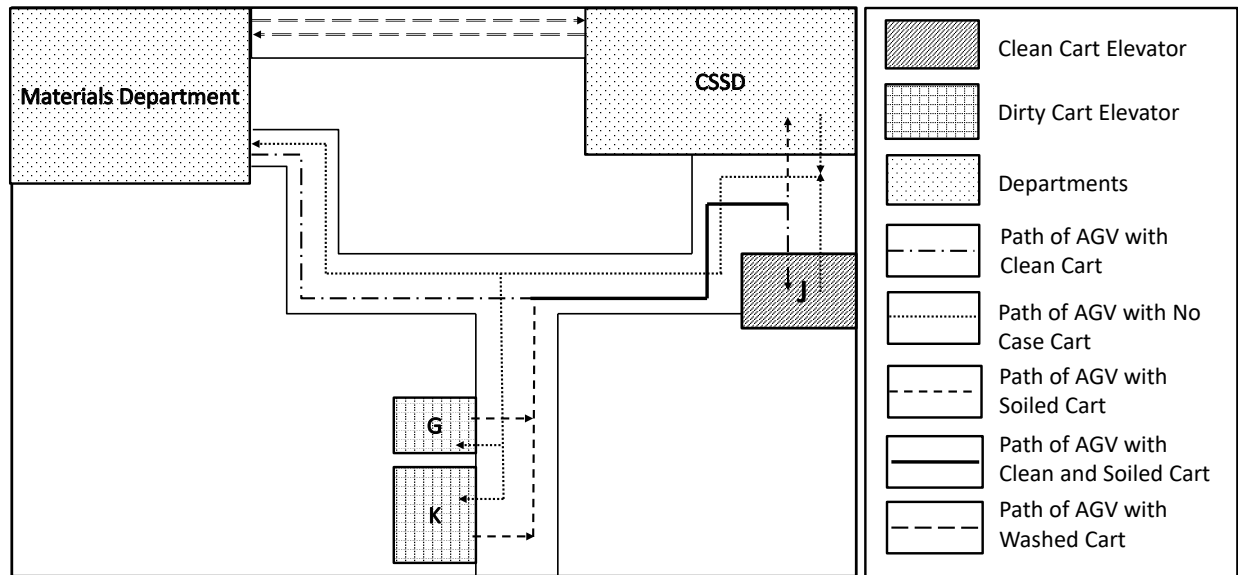 Materials Department
CSSD
J
G
K
Clean Cart Elevator
Dirty Cart Elevator
Departments
Path of AGV with
Clean Cart
Path of AGV with No
Case Cart
Path of AGV with
Soiled Cart
Path of AGV with
Clean and Soiled Cart
Path of AGV with
Washed Cart